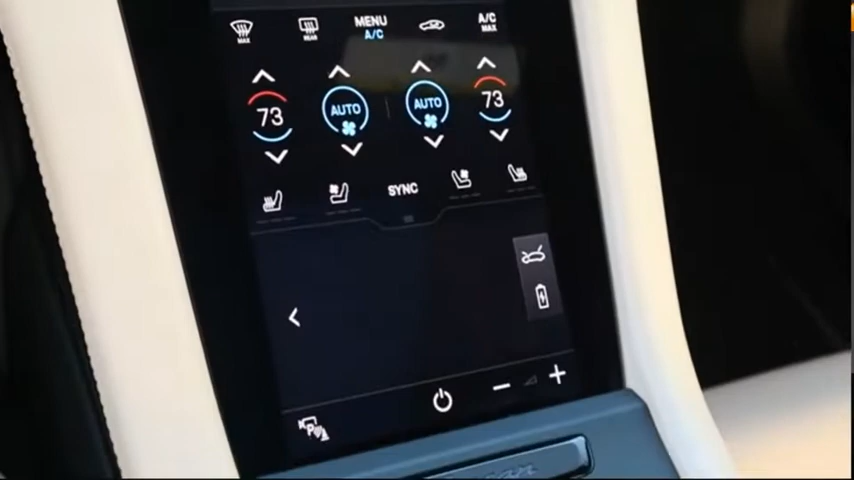 MAX
REAR
MENU
A/C
A/C
MAX
73
AUTO
AUTO
73
SYNC
P